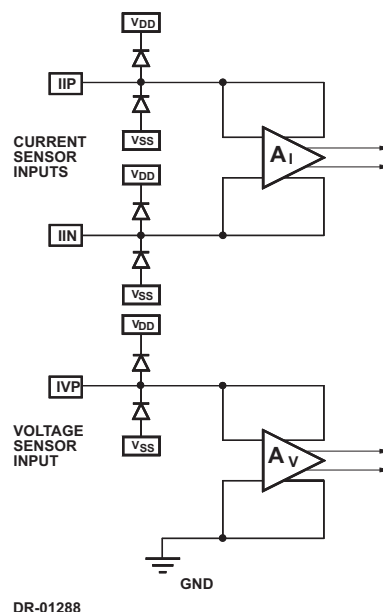 VDD
IIP
CURRENT
SENSOR
INPUTS
VSS
VDD
AI
IIN
VSS
VDD
IVP
VOLTAGE
SENSOR
INPUT
VSS
AV
GND
DR-01288